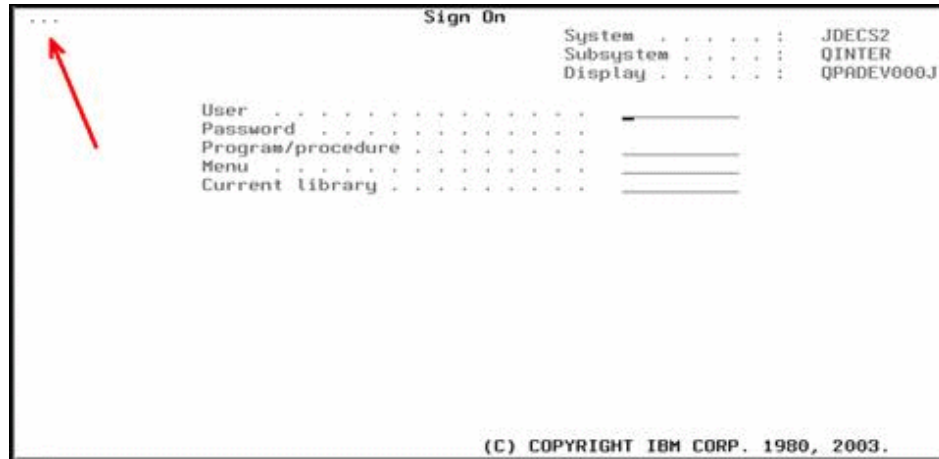 ...
Sign On
System . . . . . : JDECS2
Subsystem . . . . : QINTER
Display . . . . . : QPADEV000J
User . . . . . . . . . . . . . .
Password . . . . . . . . . . . .
Program/procedure . . . . . . . .
Menu . . . . . . . . . . . . . .
Current library . . . . . . . . .
(C) COPYRIGHT IBM CORP. 1980, 2003.